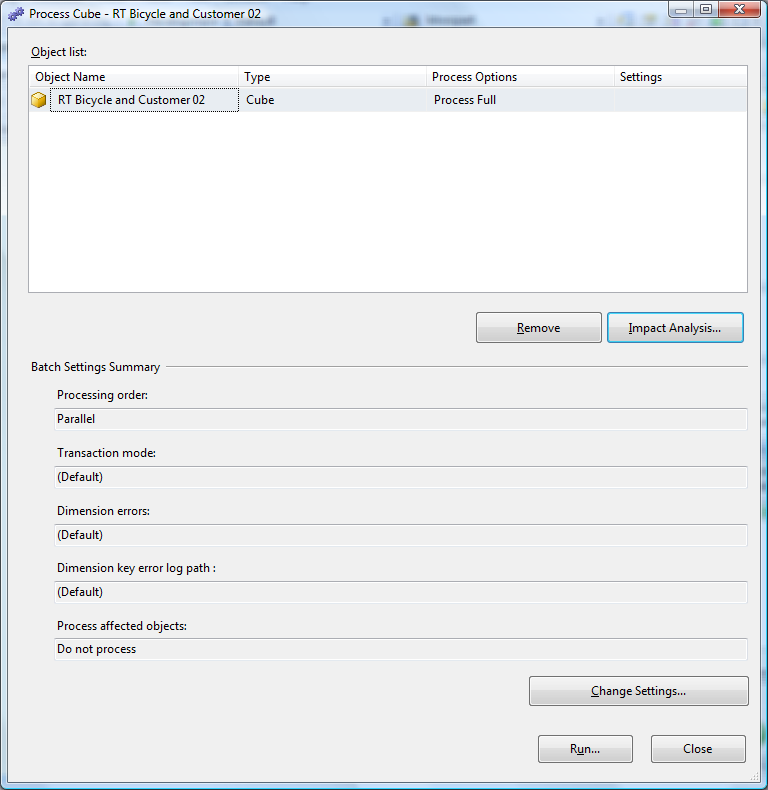 Process Cube - RT Bicycle and Customer 02
Object list:
Object Name Type Process Options Settings
RT Bicycle and Customer 02 Cube Process Full
Remove Impact Analysis...
Batch Settings Summary
Processing order:
Parallel
Transaction mode:
(Default)
Dimension errors:
(Default)
Dimension key error log path :
(Default)
Process affected objects:
Do not process
Change Settings...
Run... Close